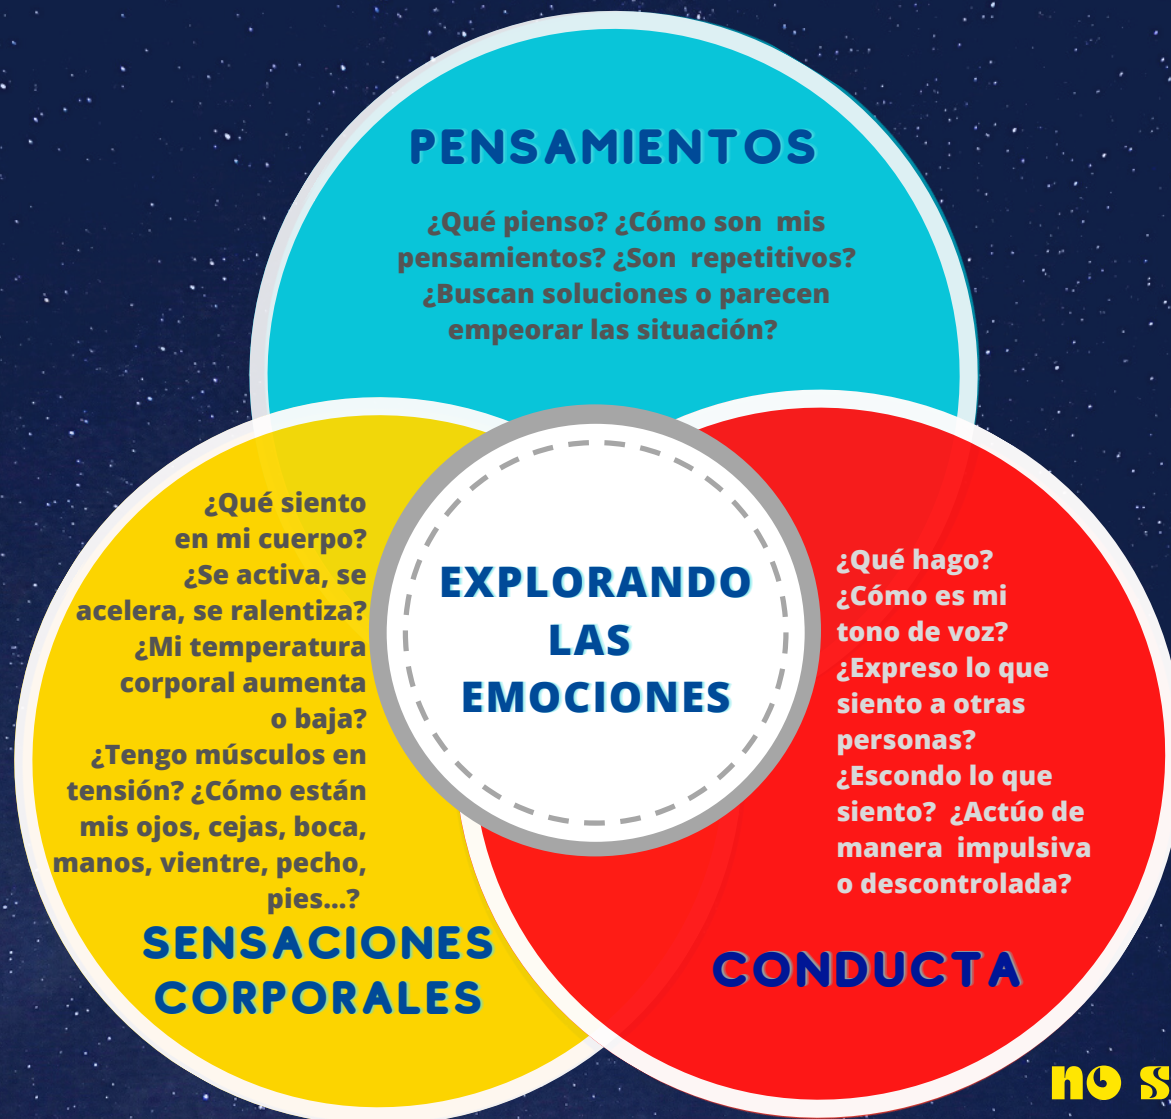 PENSAMIENTOS
¿Qué pienso? ¿Cómo son mis
pensamientos? ¿Son repetitivos?
¿Buscan soluciones o parecen
empeorar las situación?
EXPLORANDO
LAS
EMOCIONES
¿Qué siento
en mi cuerpo?
¿Se activa, se
acelera, se ralentiza?
¿Mi temperatura
corporal aumenta
o baja?
¿Tengo músculos en
tensión? ¿Cómo están
mis ojos, cejas, boca,
manos, vientre, pecho,
pies...?
SENSACIONES
CORPORALES
¿Qué hago?
¿Cómo es mi
tono de voz?
¿Expreso lo que
siento a otras
personas?
¿Escondo lo que
siento? ¿Actúo de
manera impulsiva
o descontrolada?
CONDUCTA
no